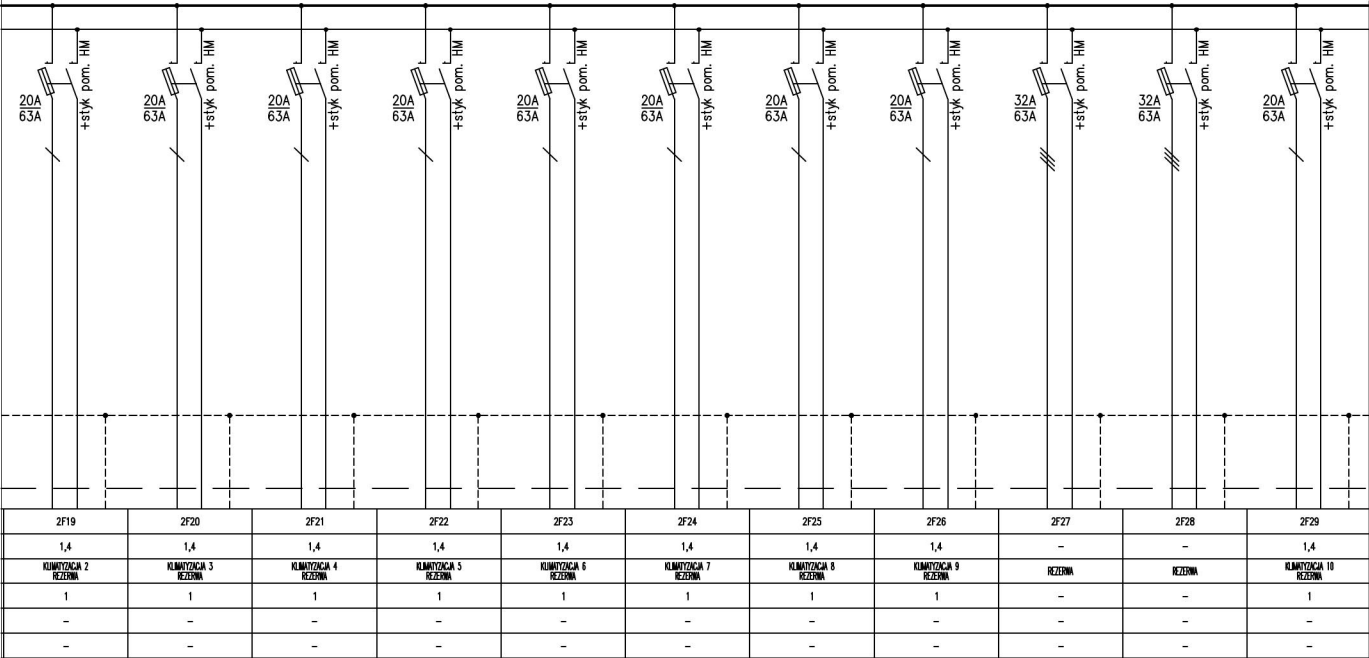 +styk pom. HM +styk pom. HM +styk pom. HM +styk pom. HM +styk pom. HM +styk pom. HM +styk pom. HM +styk pom. HM +styk pom. HM +styk pom. HM +styk pom. HM
20A 20A 20A 20A 20A 20A 20A 20A 32A 32A 20A
63A 63A 63A 63A 63A 63A 63A 63A 63A 63A 63A
2F19 2F20 2F21 2F22 2F23 2F24 2F25 2F26 2F27 2F28 2F29
1,4 1,4 1,4 1,4 1,4 1,4 1,4 1,4 - - 1,4
KLIMATYZACJA 2 KLIMATYZACJA 3 KLIMATYZACJA 4 KLIMATYZACJA 5 KLIMATYZACJA 6 KLIMATYZACJA 7 KLIMATYZACJA 8 KLIMATYZACJA 9 REZERWA REZERWA KLIMATYZACJA 10
REZERWA REZERWA REZERWA REZERWA REZERWA REZERWA REZERWA REZERWA REZERWA
1 1 1 1 1 1 1 1 - - 1
- - - - - - - - - - -
- - - - - - - - - - -